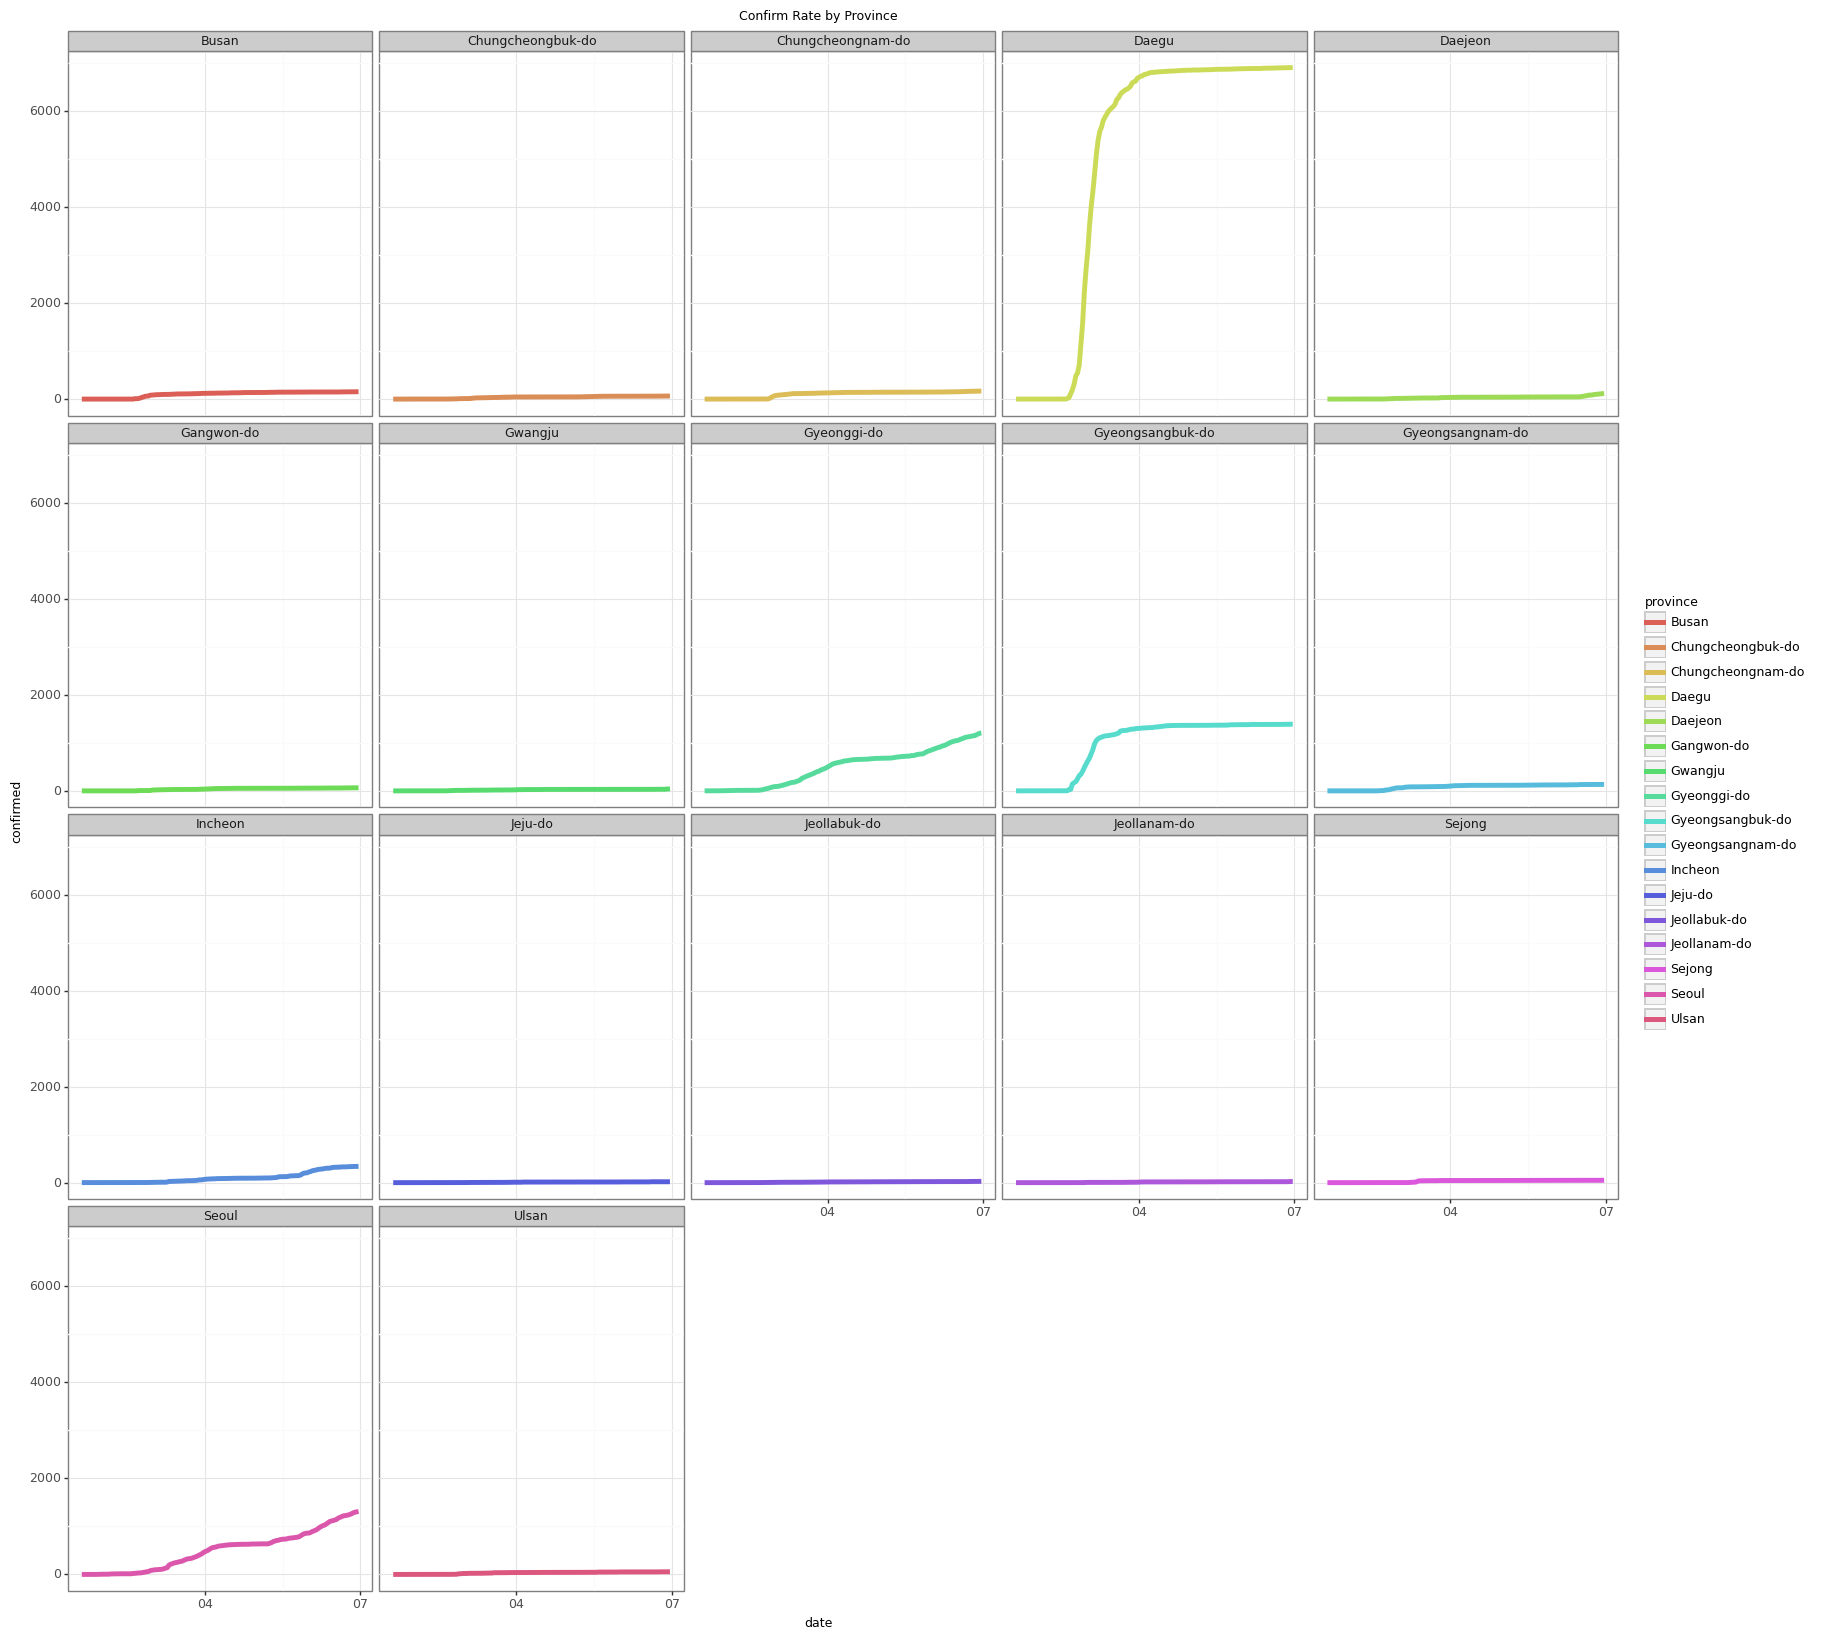 Confirm Rate by Province
Busan
Chungcheongbuk-do
Chungcheongnam-do
Daegu
Daejeon
6000
4000
2000
0
Gangwon-do
Gwangju
Gyeonggi-do
Gyeongsangbuk-do
Gyeongsangnam-do
6000
4000
2000
0
confirmed
Incheon
Jeju-do
Jeollabuk-do
Jeollanam-do
Sejong
6000
4000
2000
0
04
07
04
07
04
07
Seoul
Ulsan
6000
4000
2000
0
04
07
04
07
date
province
Busan
Chungcheongbuk-do
Chungcheongnam-do
Daegu
Daejeon
Gangwon-do
Gwangju
Gyeonggi-do
Gyeongsangbuk-do
Gyeongsangnam-do
Incheon
Jeju-do
Jeollabuk-do
Jeollanam-do
Sejong
Seoul
Ulsan